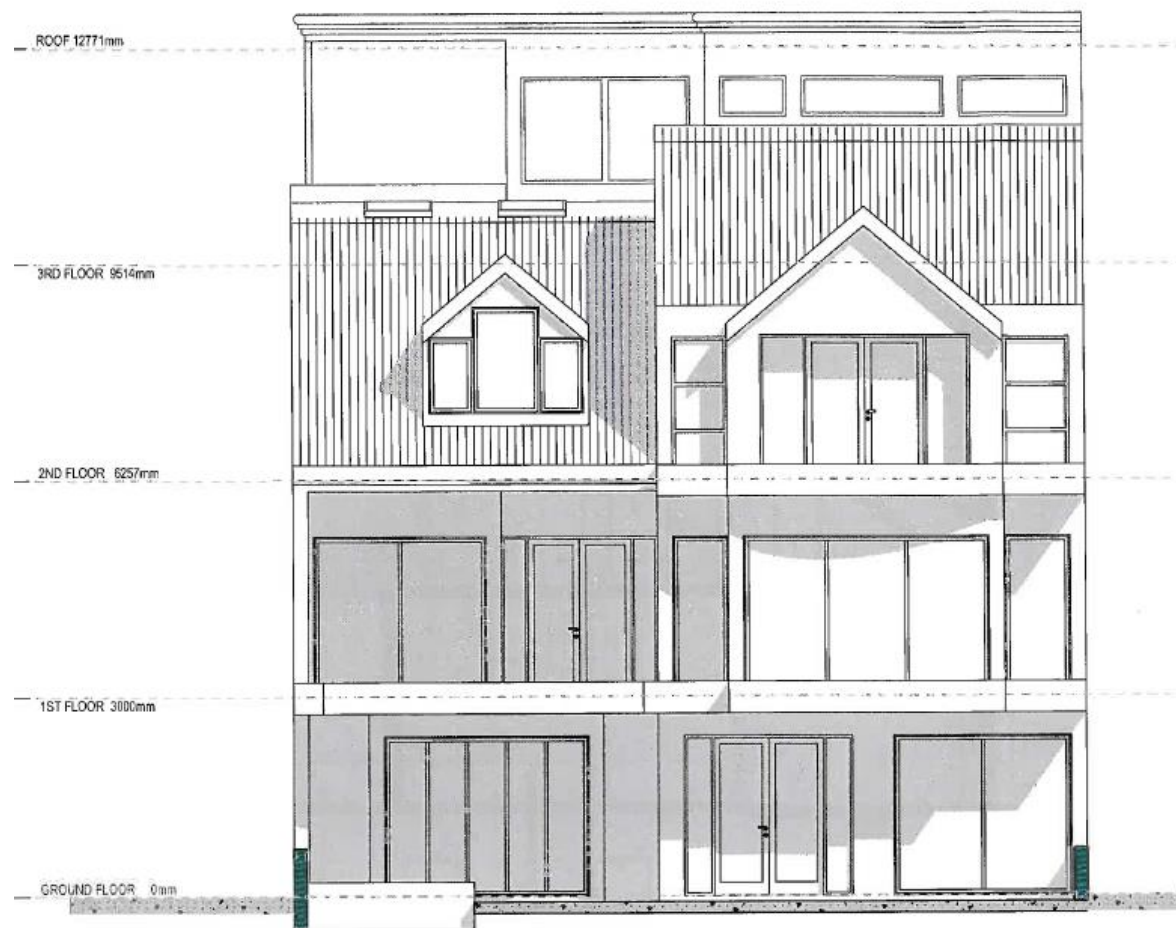 ROOF 12771mm
3RD FLOOR 9514mm
2ND FLOOR 6257mm
1ST FLOOR 3000mm
GROUND FLOOR 0mm